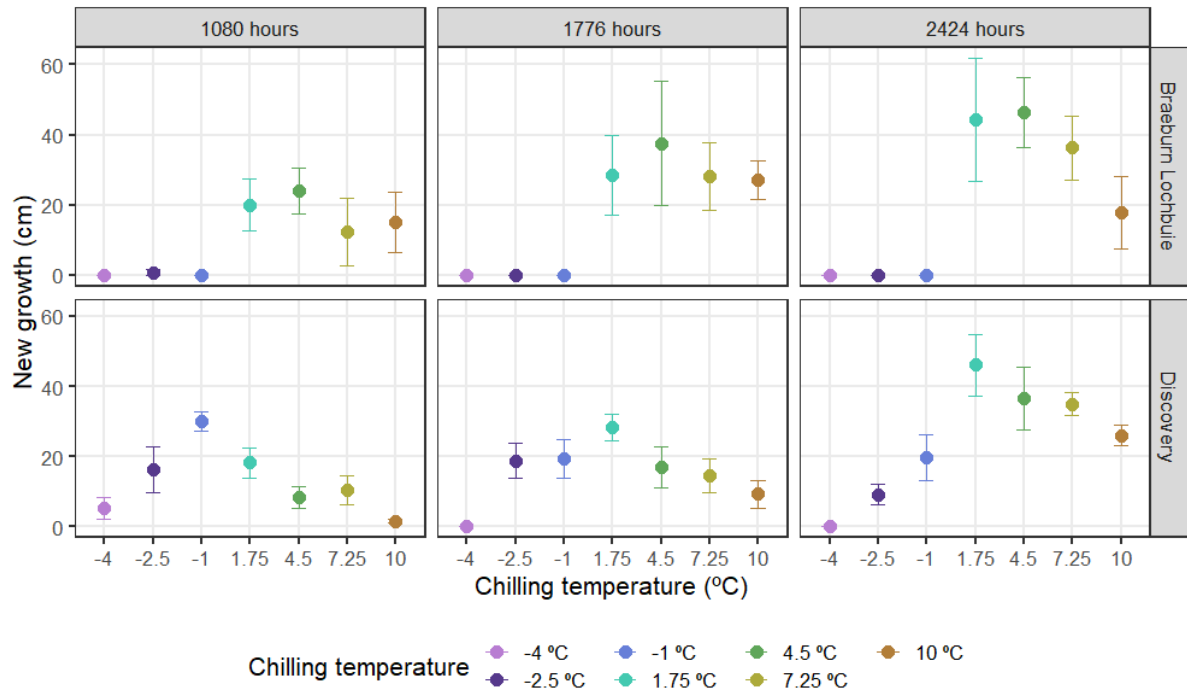 1080 hours 1776 hours 2424 hours
New growth (cm)
60
40
20
0
Braeburn Lochbuie
60
40
20
0
Discovery
-4 -2.5 -1 1.75 4.5 7.25 10 -4 -2.5 -1 1.75 4.5 7.25 10 -4 -2.5 -1 1.75 4.5 7.25 10
Chilling temperature (ºC)
Chilling temperature
-4 ºC -1 ºC 4.5 ºC 10 ºC
-2.5 ºC 1.75 ºC 7.25 ºC